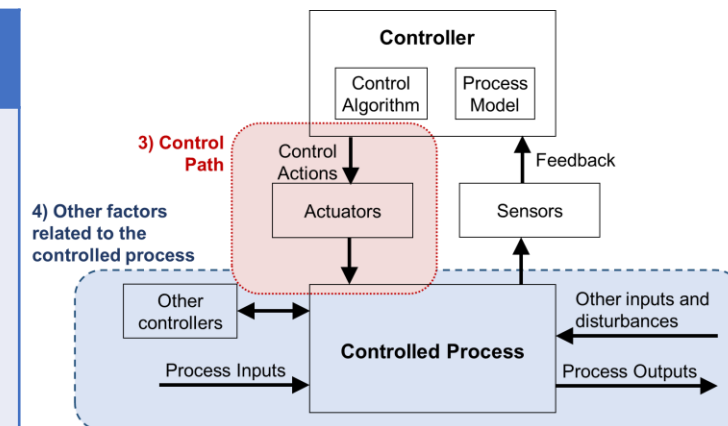 Controller
Control
Algorithm
Process
Model
3) Control
Path
Control
Actions
Feedback
Actuators
Sensors
4) Other factors
related to the
controlled process
Other
controllers
Other inputs and
disturbances
Controlled Process
Process Inputs
Process Outputs